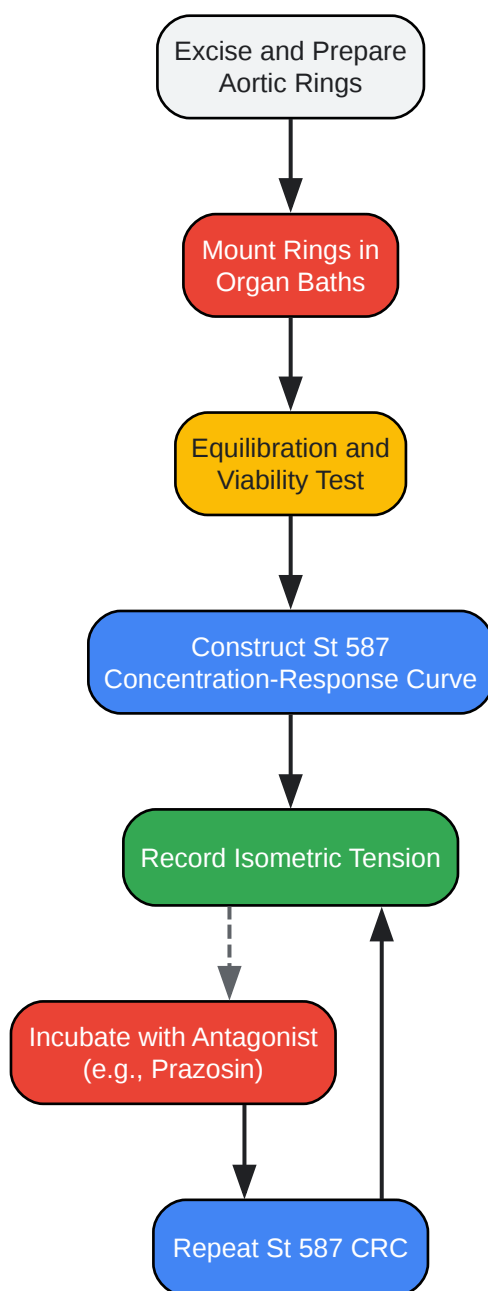 Excise and Prepare
Aortic Rings
Mount Rings in
Organ Baths
Equilibration and
Viability Test
Construct St 587
Concentration-Response Curve
Record Isometric Tension
Incubate with Antagonist
(e.g., Prazosin)
Repeat St 587 CRC